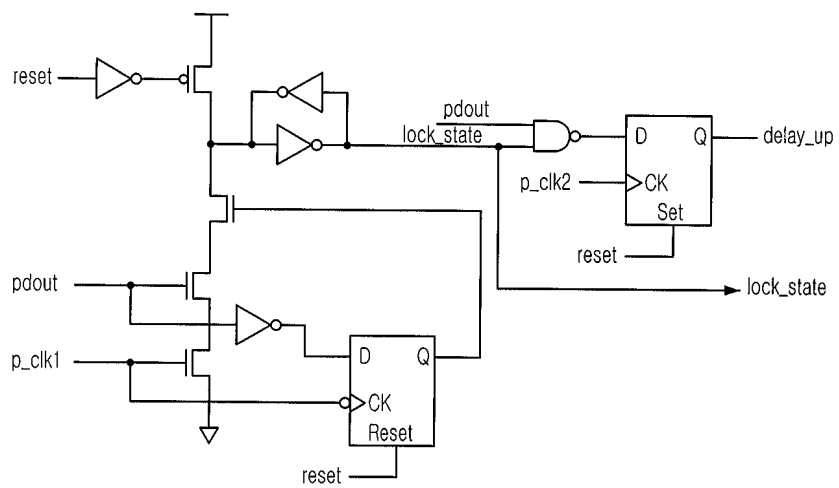 reset
pdout
lock_state
D
Q
delay_up
p_clk2
CK
Set
reset
pdout
lock_state
p_clk1
D
Q
CK
Reset
reset